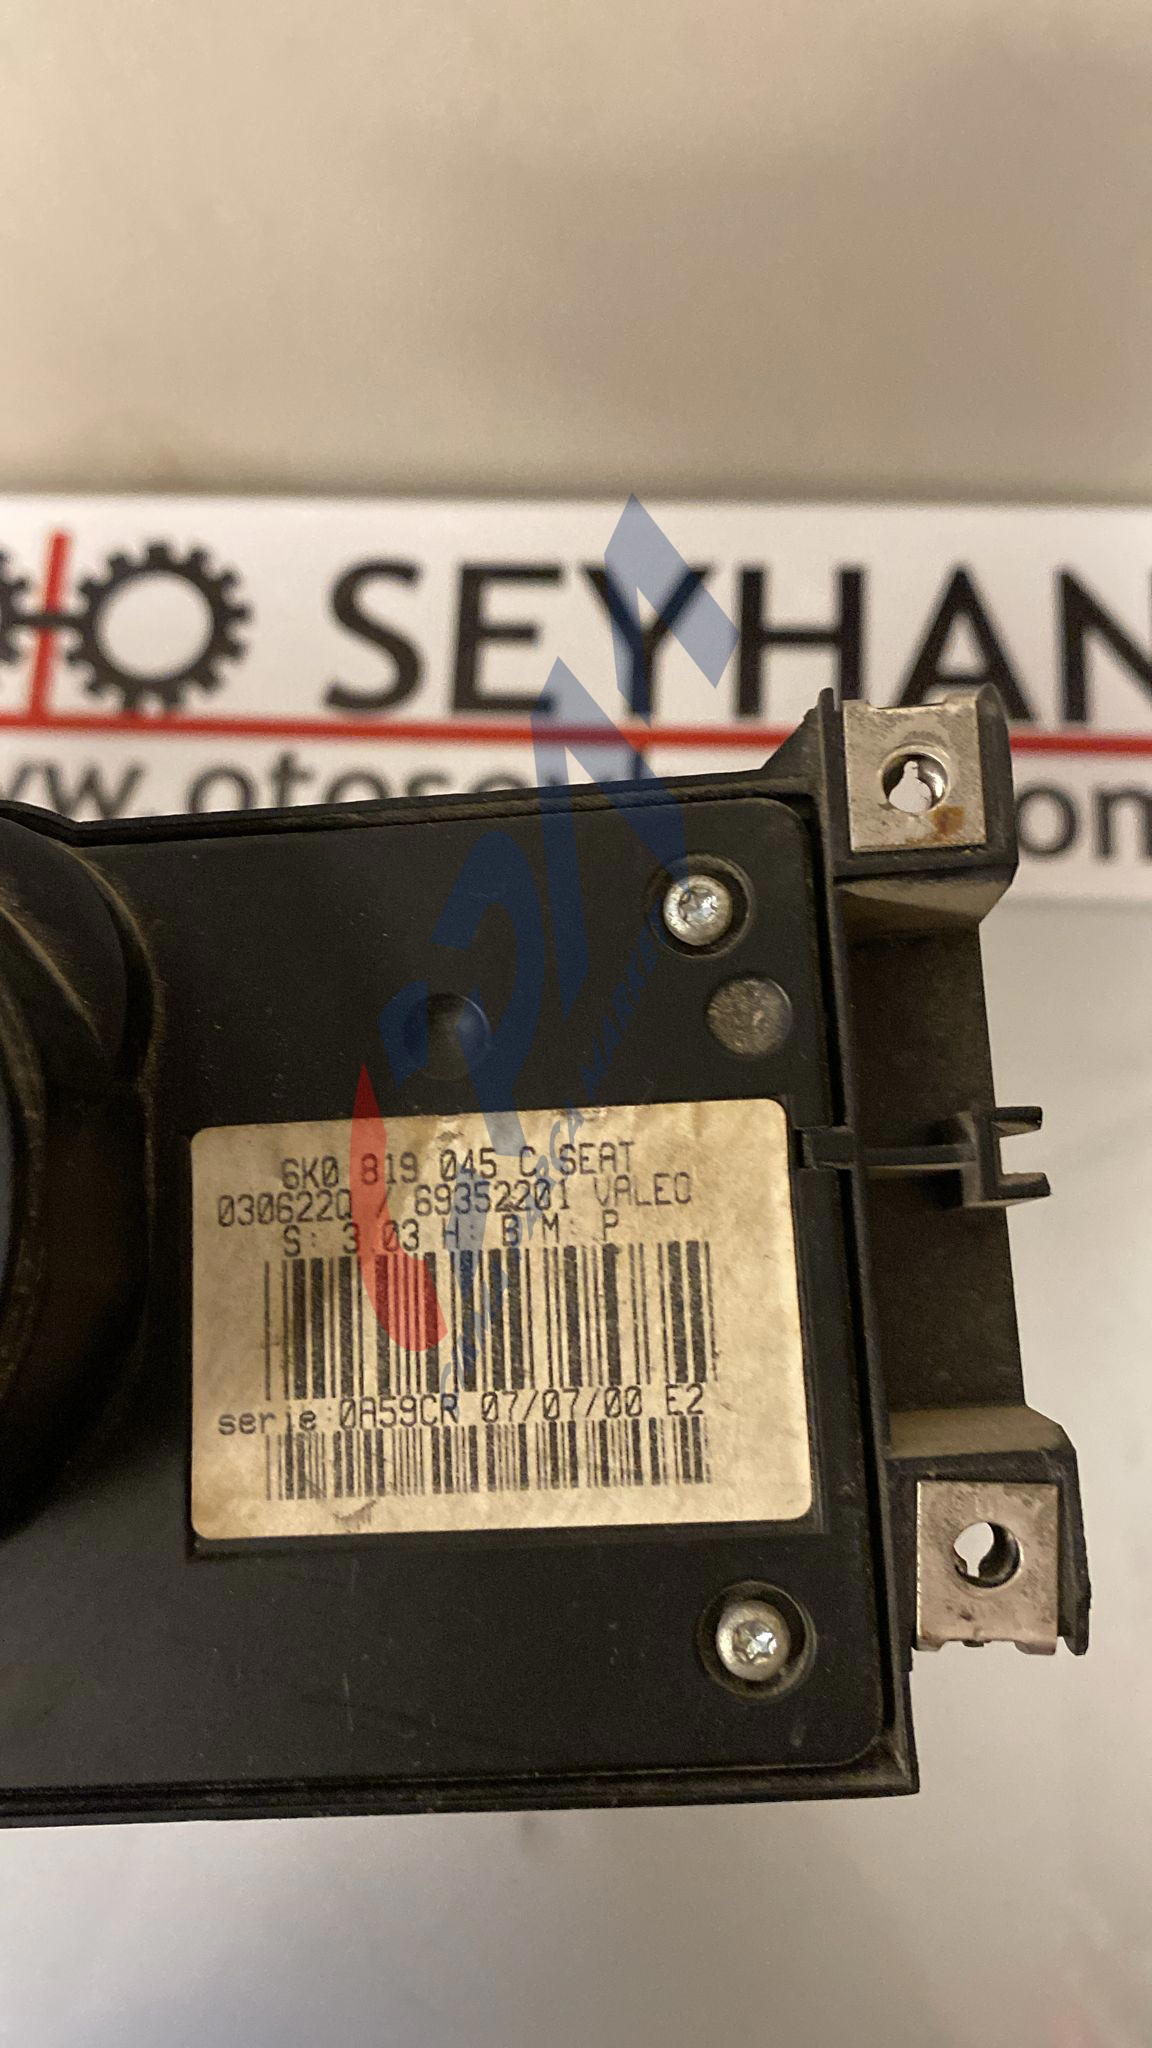 SEYHAN
6K0 819 045 C SEAT
030622Q / 69352201 VALEO
S: 3.03 H: B M: P
serie:0A59CR 07/07/00 E2